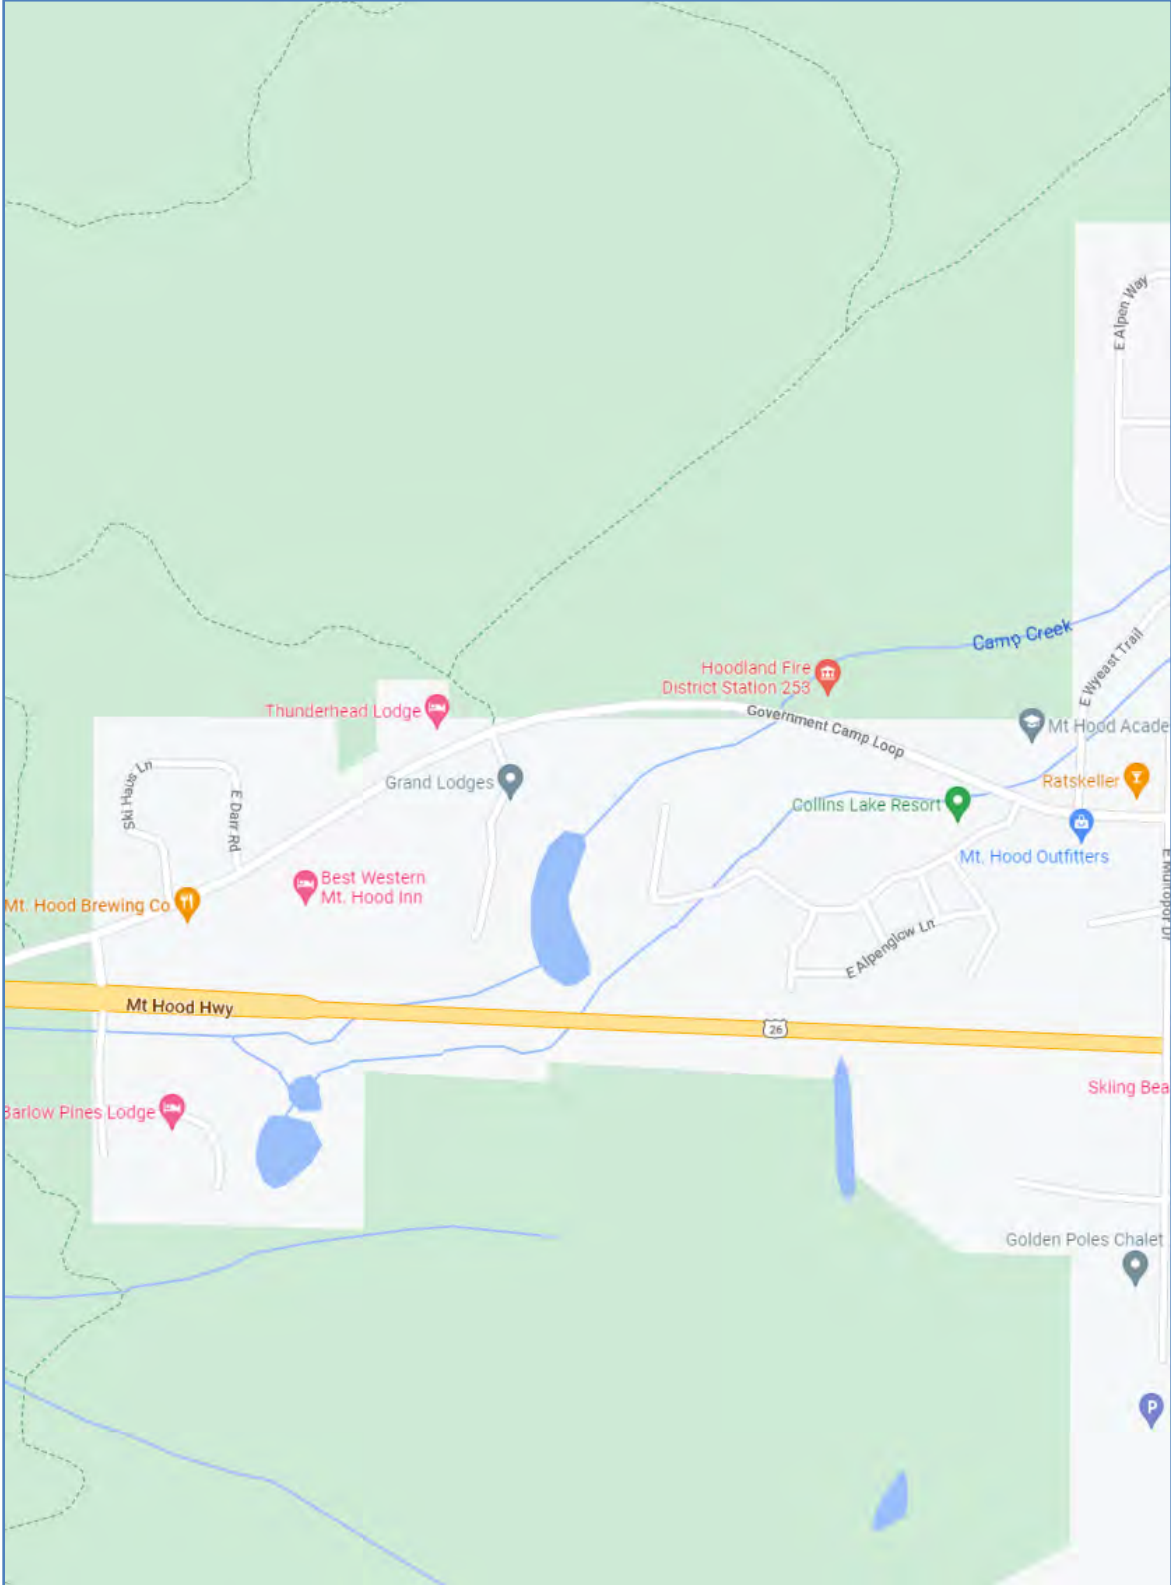 E Alpen Way
Camp Creek
E Wyeast Trail
Hoodland Fire
District Station 253
Thunderhead Lodge
Government Camp Loop
Mt Hood Acade
Ski Haus Ln
E Darr Rd
Grand Lodges
Ratskeller
Collins Lake Resort
Mt. Hood Outfitters
Best Western
Mt. Hood Inn
Mt. Hood Brewing Co
E Multopor Dr
E Alpenglow Ln
Mt Hood Hwy
26
Skiing Bea
Barlow Pines Lodge
Golden Poles Chalet
P